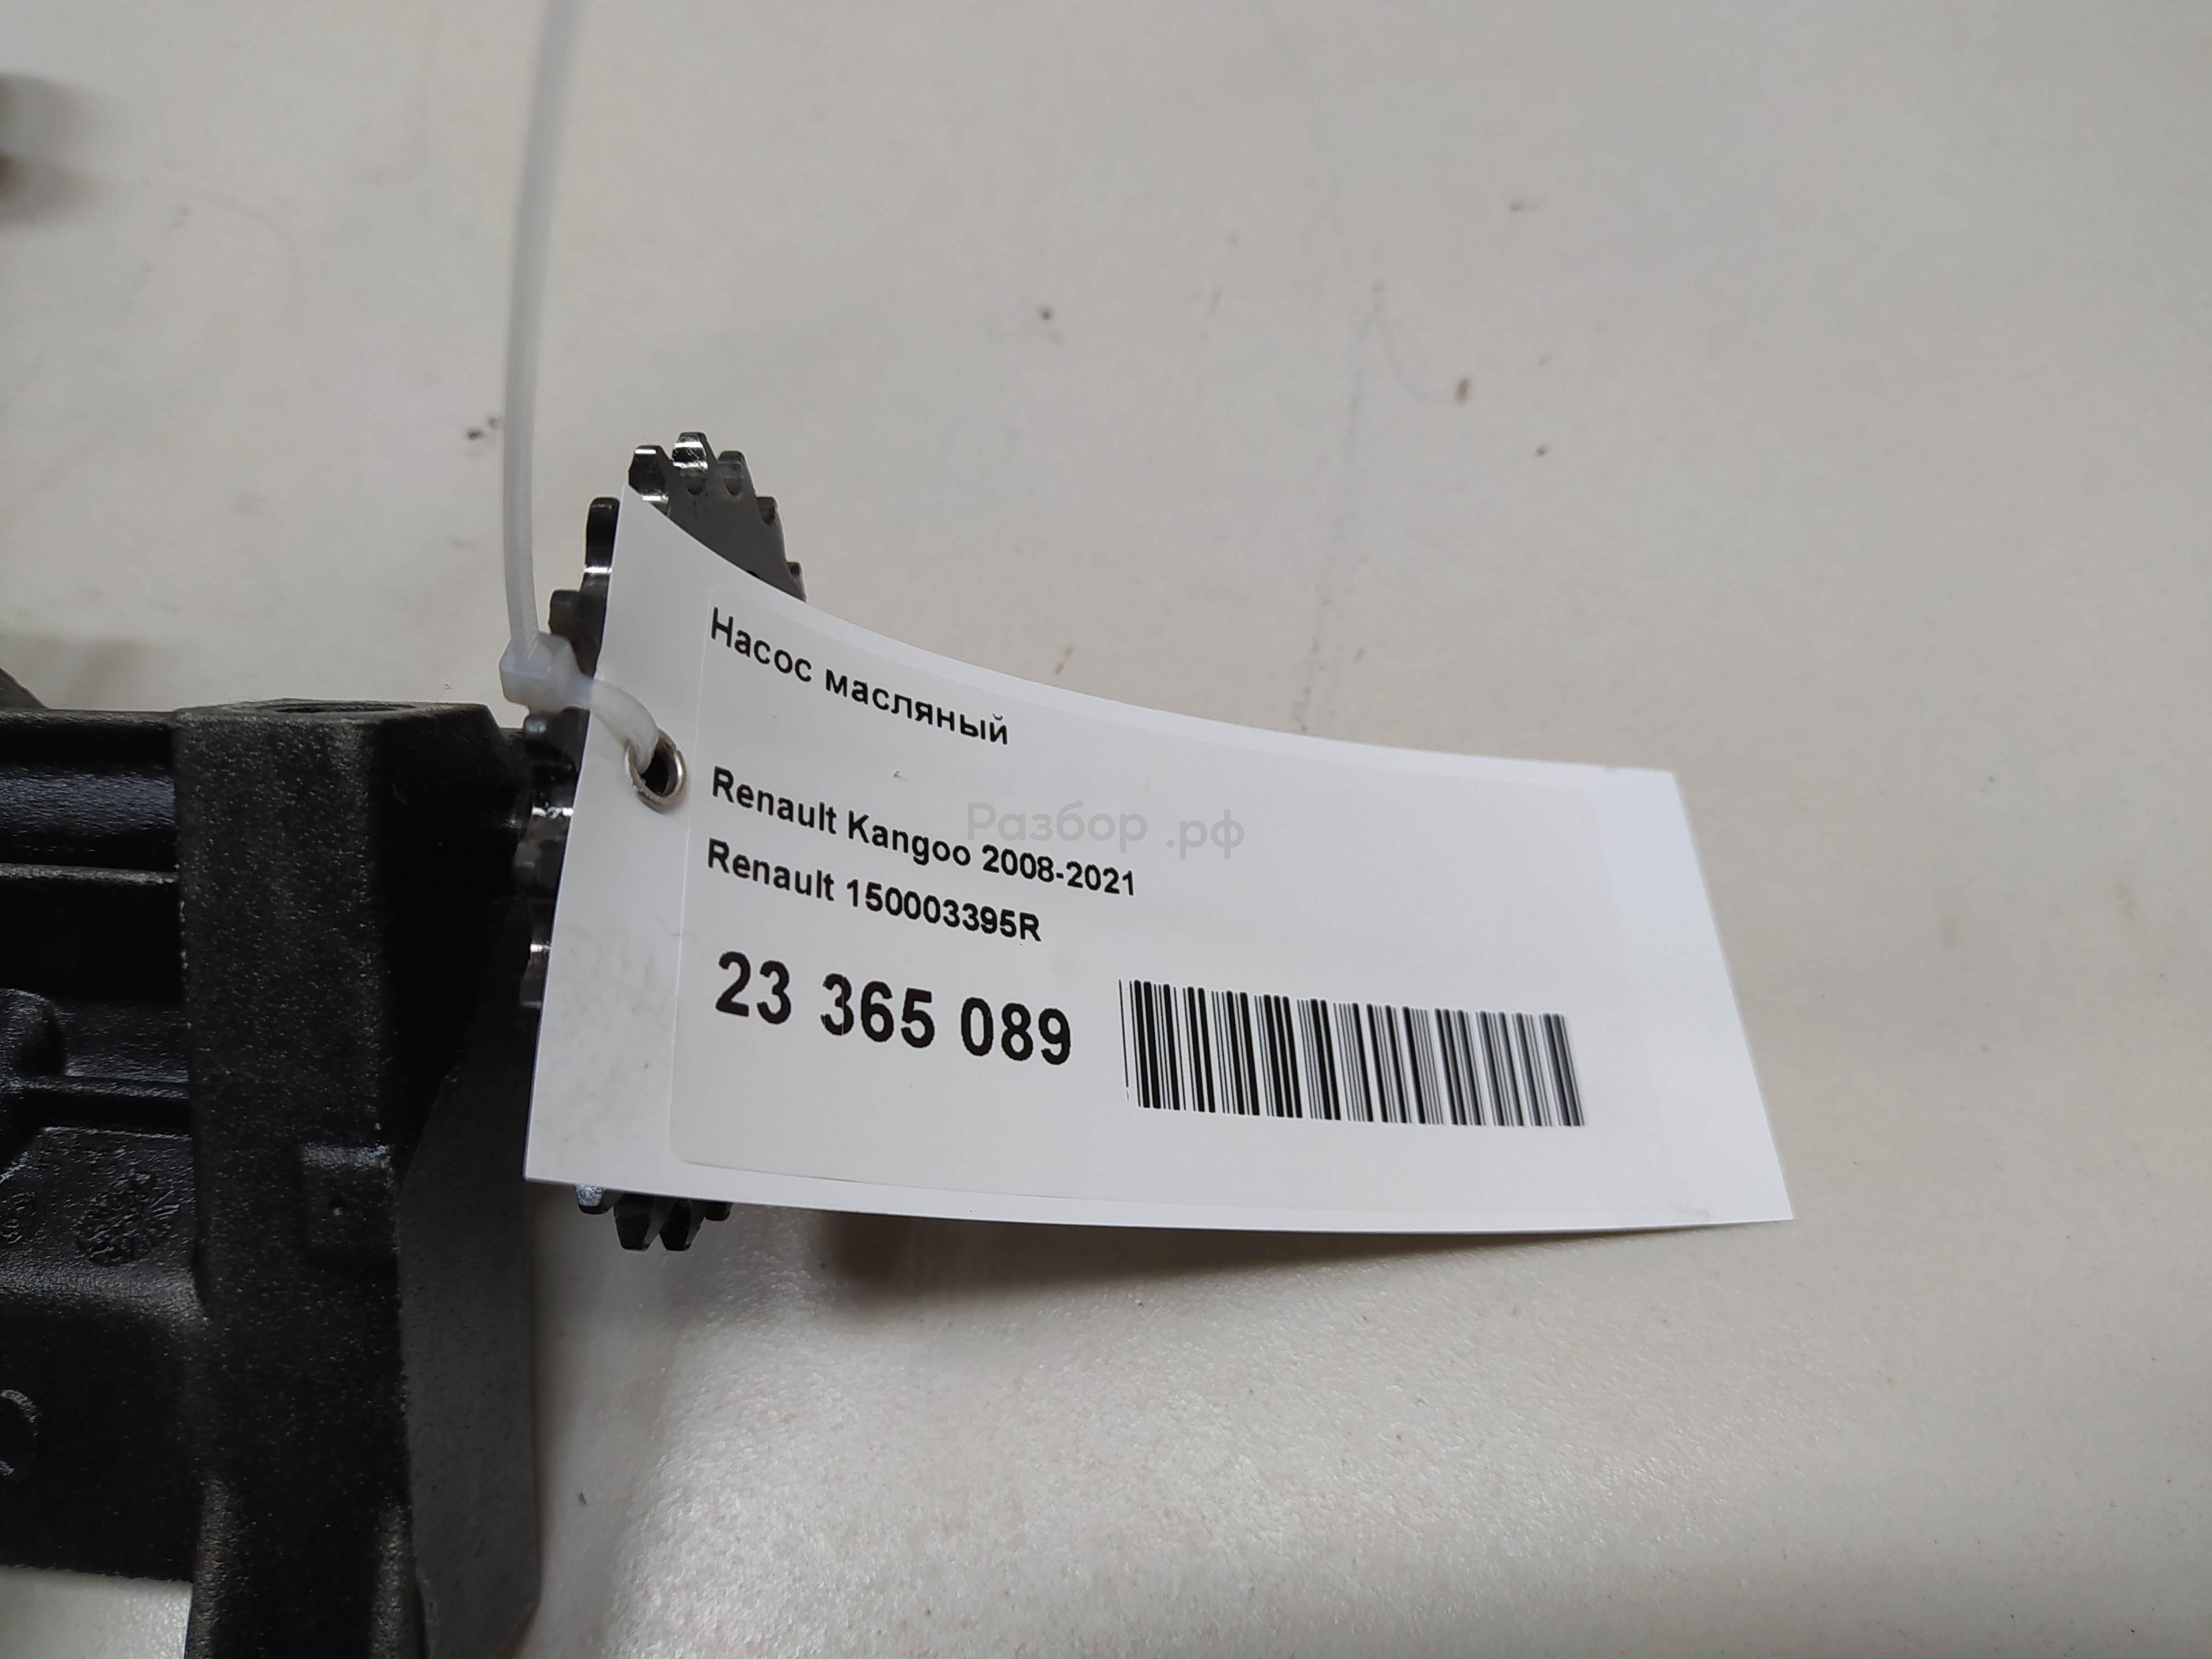 Насос масляный
Renault Kangoo 2008-2021
Разбор.рф
Renault 150003395R
23 365 089